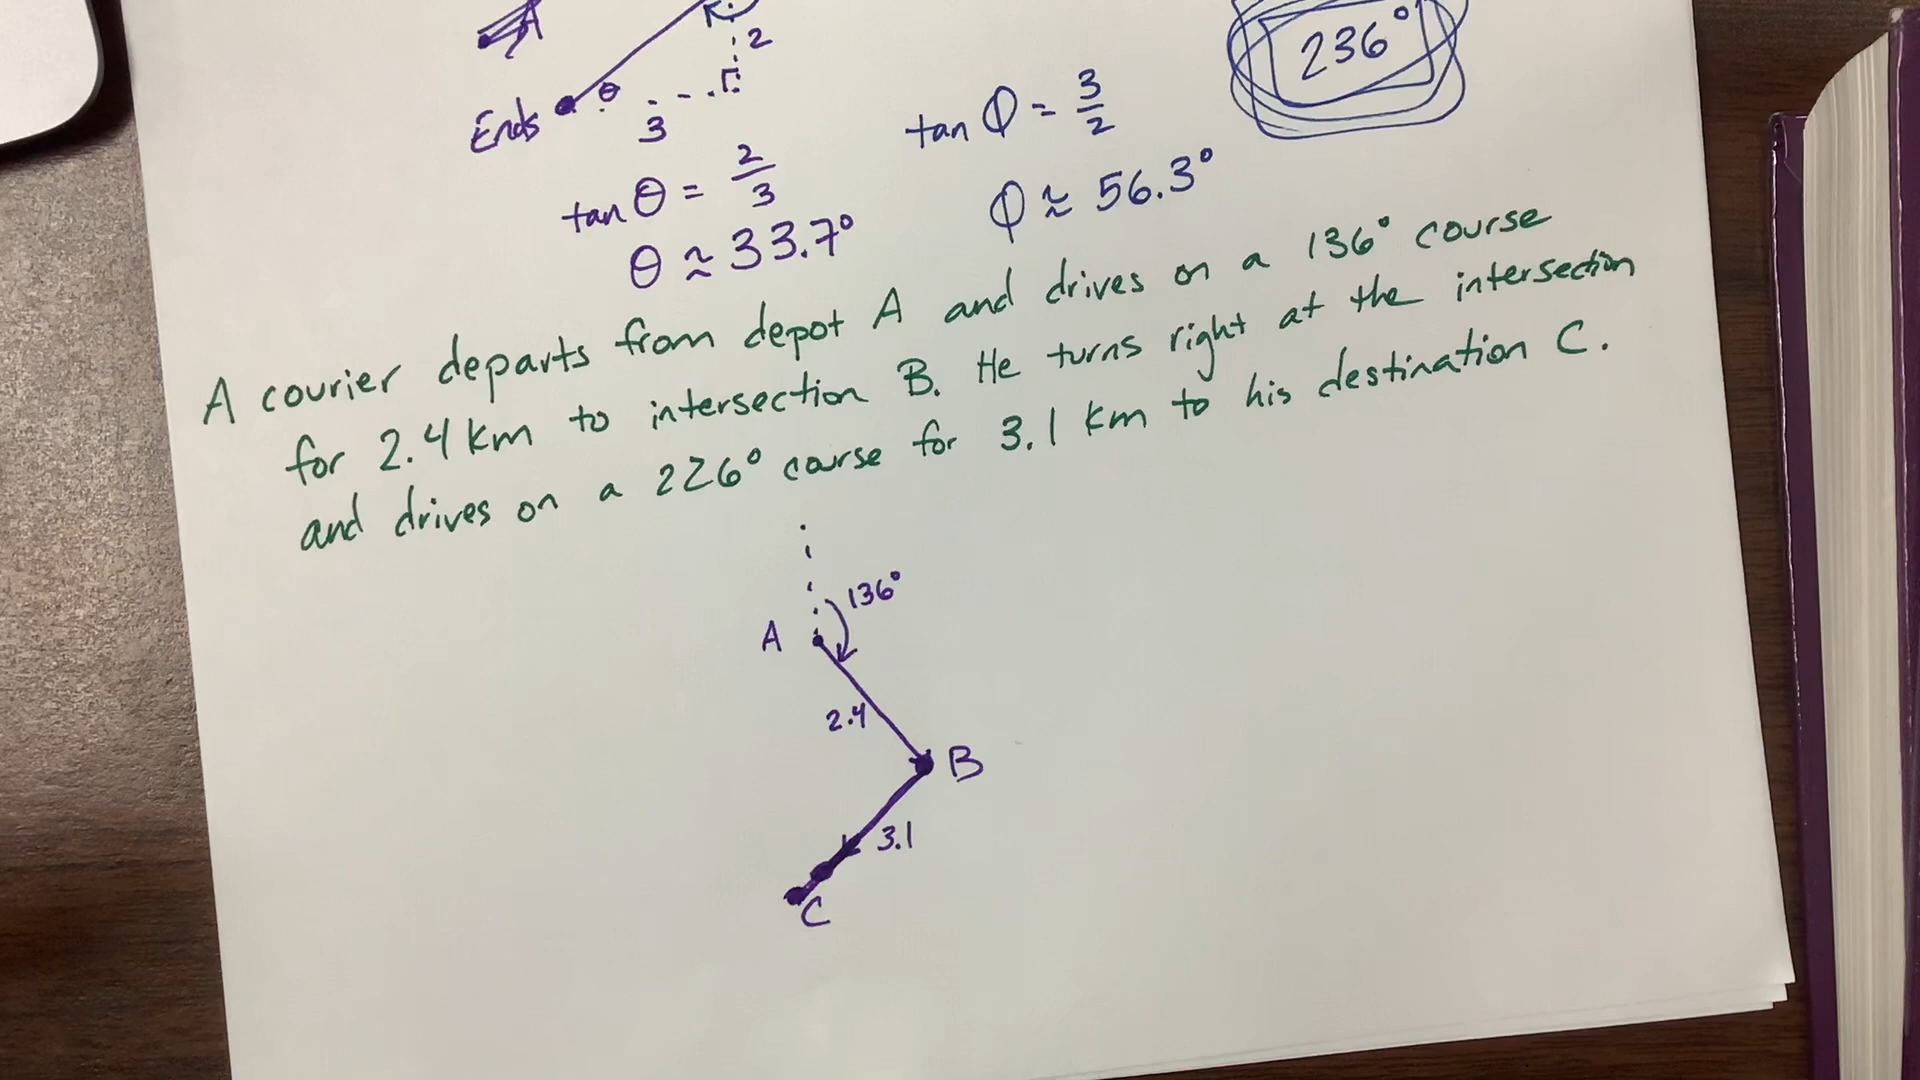 A
2
236°
Ends
θ
3
tan θ = 2/3
θ ≈ 33.7°
tan Φ = 3/2
Φ ≈ 56.3°
A courier departs from depot A and drives on a 136° course
for 2.4 km to intersection B. He turns right at the intersection
and drives on a 226° course for 3.1 km to his destination C.
136°
A
2.4
B
3.1
C